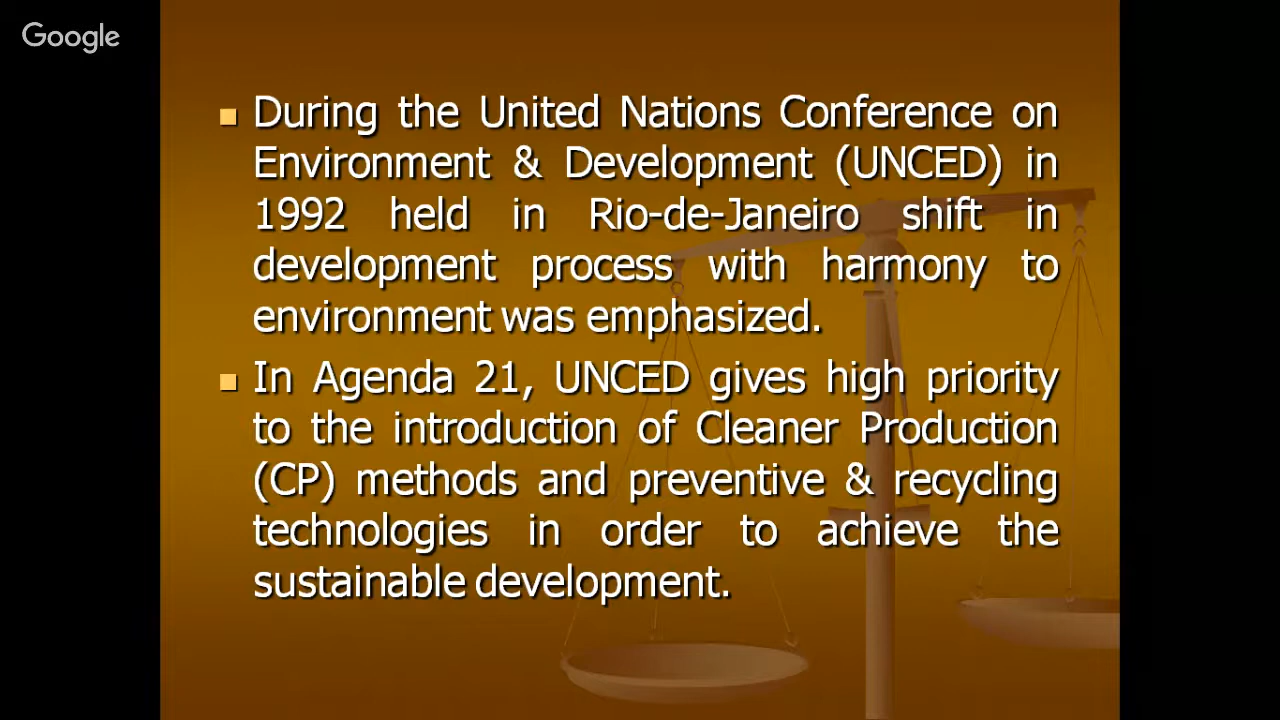 Google
During the United Nations Conference on
Environment & Development (UNCED) in
1992 held in Rio-de-Janeiro shift in
development process with harmony to
environment was emphasized.
In Agenda 21, UNCED gives high priority
to the introduction of Cleaner Production
(CP) methods and preventive & recycling
technologies in order to achieve the
sustainable development.